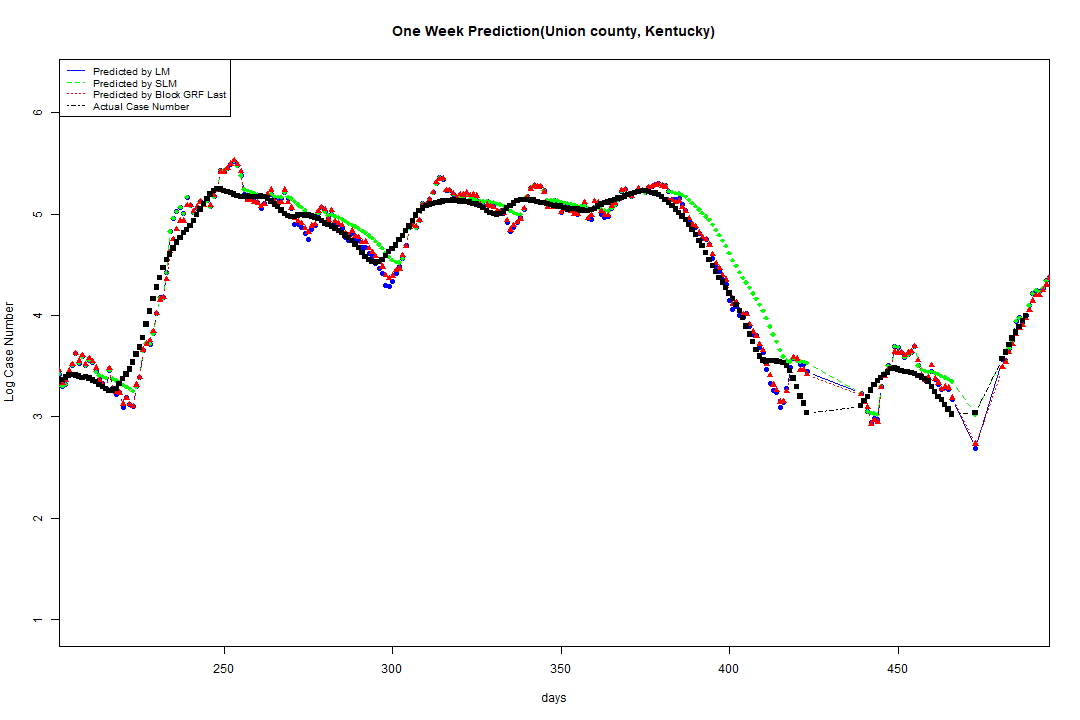 One Week Prediction(Union county, Kentucky)
Predicted by LM
Predicted by SLM
Predicted by Block GRF Last
Actual Case Number
Log Case Number
6
5
4
3
2
1
250
300
350
400
450
days